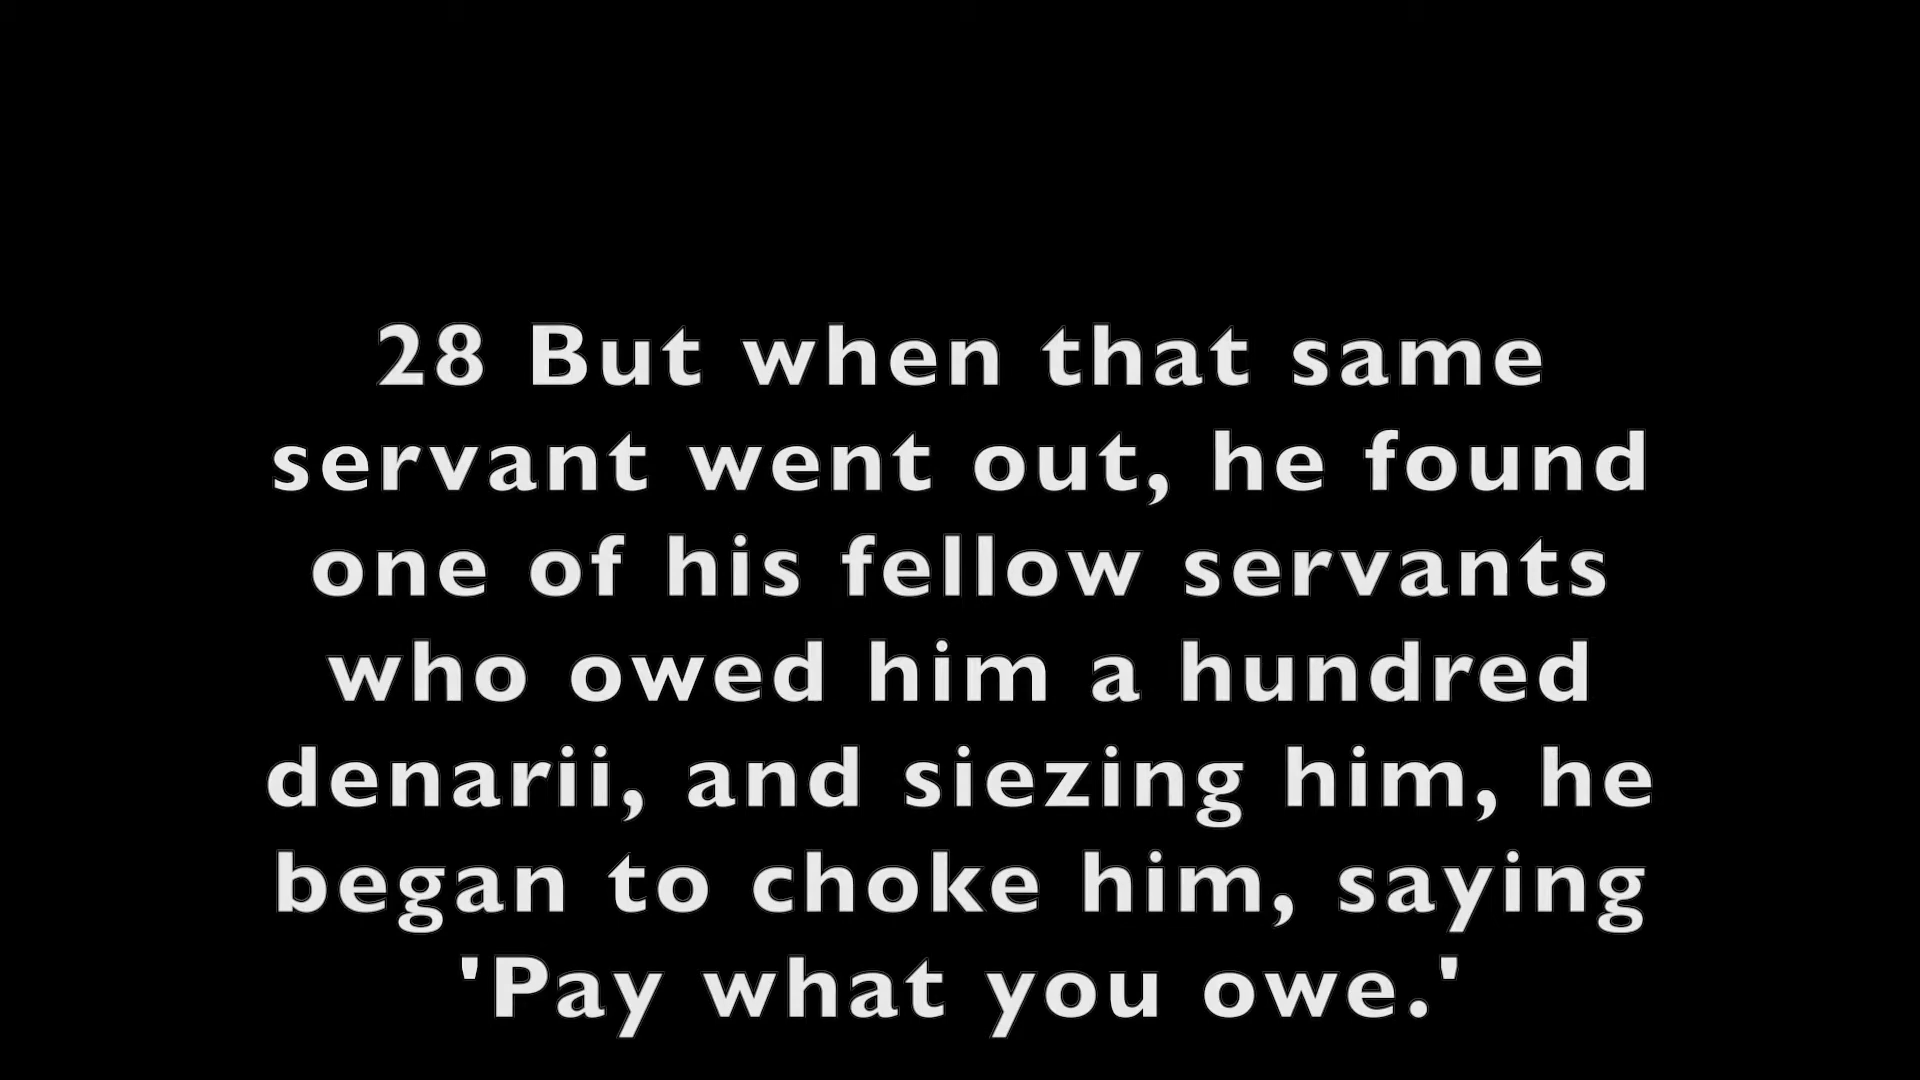 28 But when that same
servant went out, he found
one of his fellow servants
who owed him a hundred
denarii, and siezing him, he
began to choke him, saying
'Pay what you owe.'